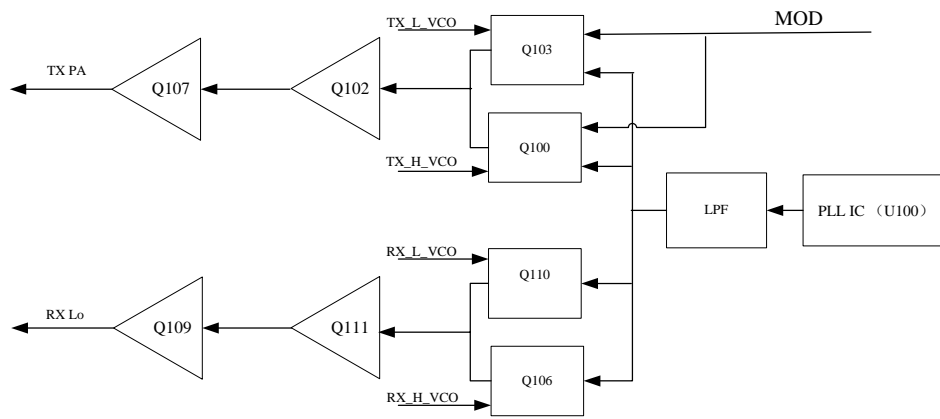 TX_L_VCO
MOD
Q103
TX PA
Q107
Q102
Q100
TX_H_VCO
LPF
PLL IC （U100）
RX_L_VCO
Q110
RX Lo
Q109
Q111
Q106
RX_H_VCO